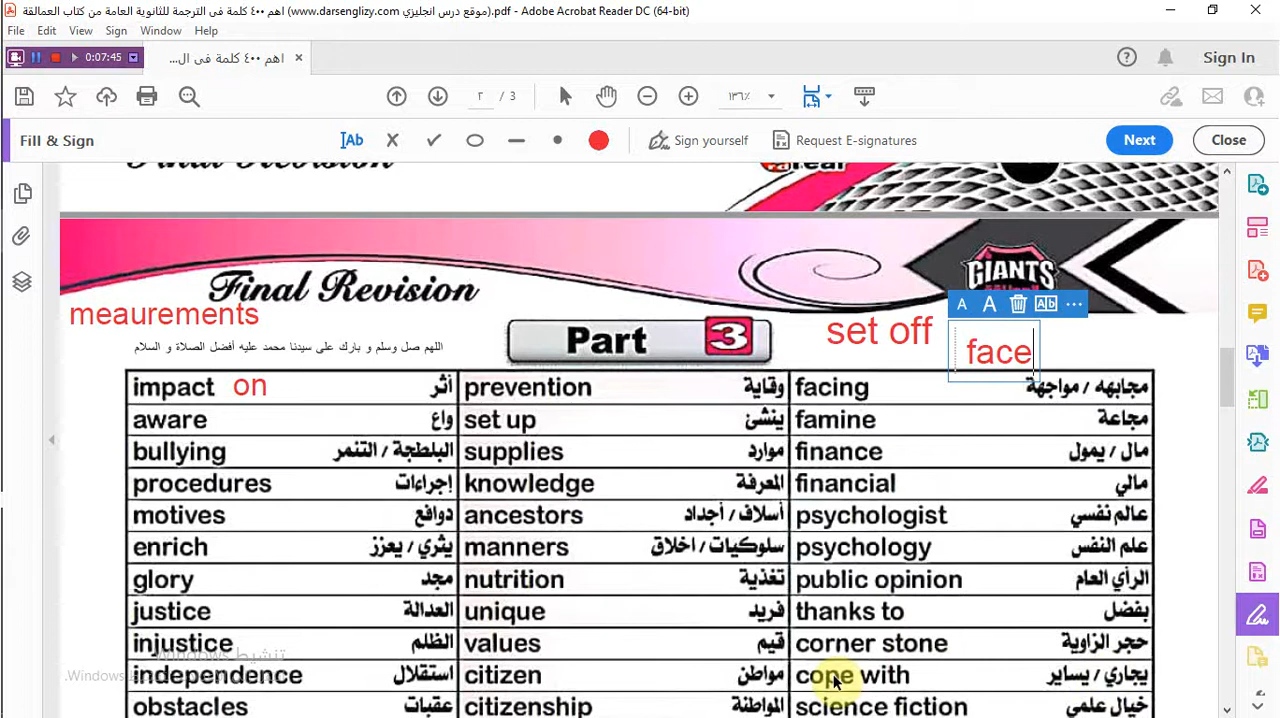 اهم ٤٠٠ كلمة فى الترجمة للثانوية العامة من كتاب العمالقة (www.darsenglizy.com موقع درس انجليزي).pdf - Adobe Acrobat Reader DC (64-bit)
File Edit View Sign Window Help
0:07:45 اهم ٤٠٠ كلمة فى ال... Sign In
٢ / 3 ١٣٦٪
Fill & Sign Ab Sign yourself Request E-signatures Next Close
Final Revision
Final Revision GIANTS
meaurements
Part 3 set off
face
اللهم صل وسلم و بارك على سيدنا محمد عليه أفضل الصلاة و السلام
impact on أثر prevention وقاية facing مجابهه / مواجهة
aware واع set up ينشئ famine مجاعة
bullying البلطجة / التنمر supplies موارد finance مال / يمول
procedures إجراءات knowledge المعرفة financial مالي
motives دوافع ancestors أسلاف / أجداد psychologist عالم نفسي
enrich يثري / يعزز manners سلوكيات / اخلاق psychology علم النفس
glory مجد nutrition تغذية public opinion الرأي العام
justice العدالة unique فريد thanks to بفضل
injustice الظلم values قيم corner stone حجر الزاوية
independence استقلال citizen مواطن cope with يجاري / يساير
obstacles عقبات citizenship المواطنة science fiction خيال علمي
تنشيط Windows